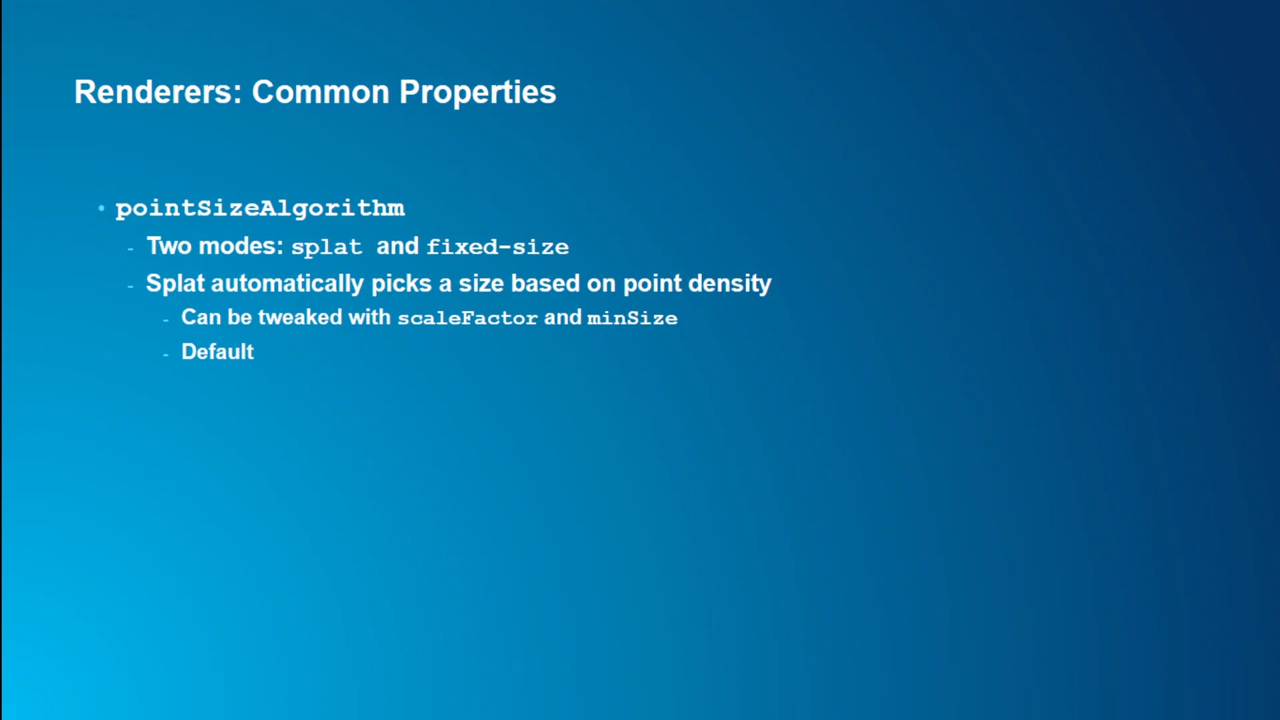 Renderers: Common Properties
• pointSizeAlgorithm
- Two modes: splat and fixed-size
- Splat automatically picks a size based on point density
- Can be tweaked with scaleFactor and minSize
- Default